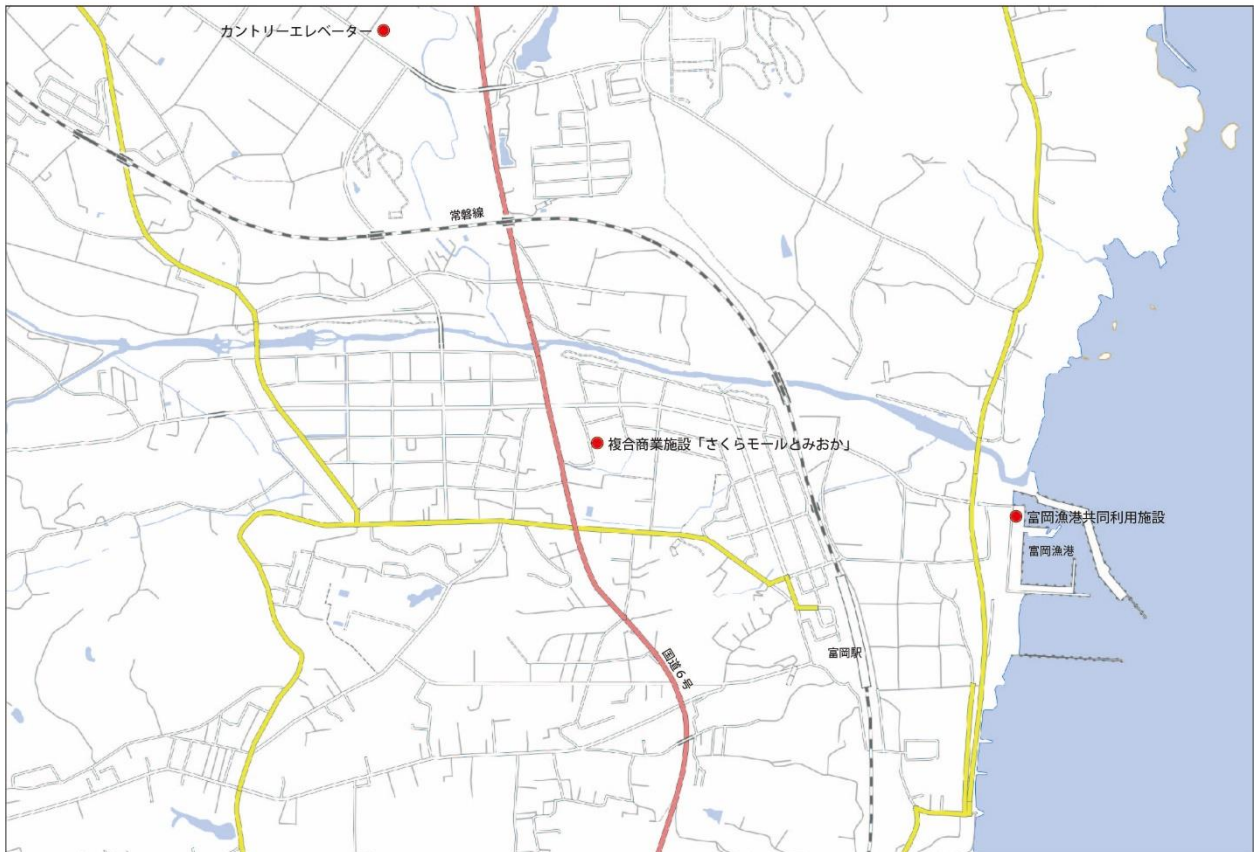 カントリーエレベーター
常磐線
複合商業施設「さくらモールとみおか」
富岡漁港共同利用施設
富岡漁港
富岡駅
国道6号